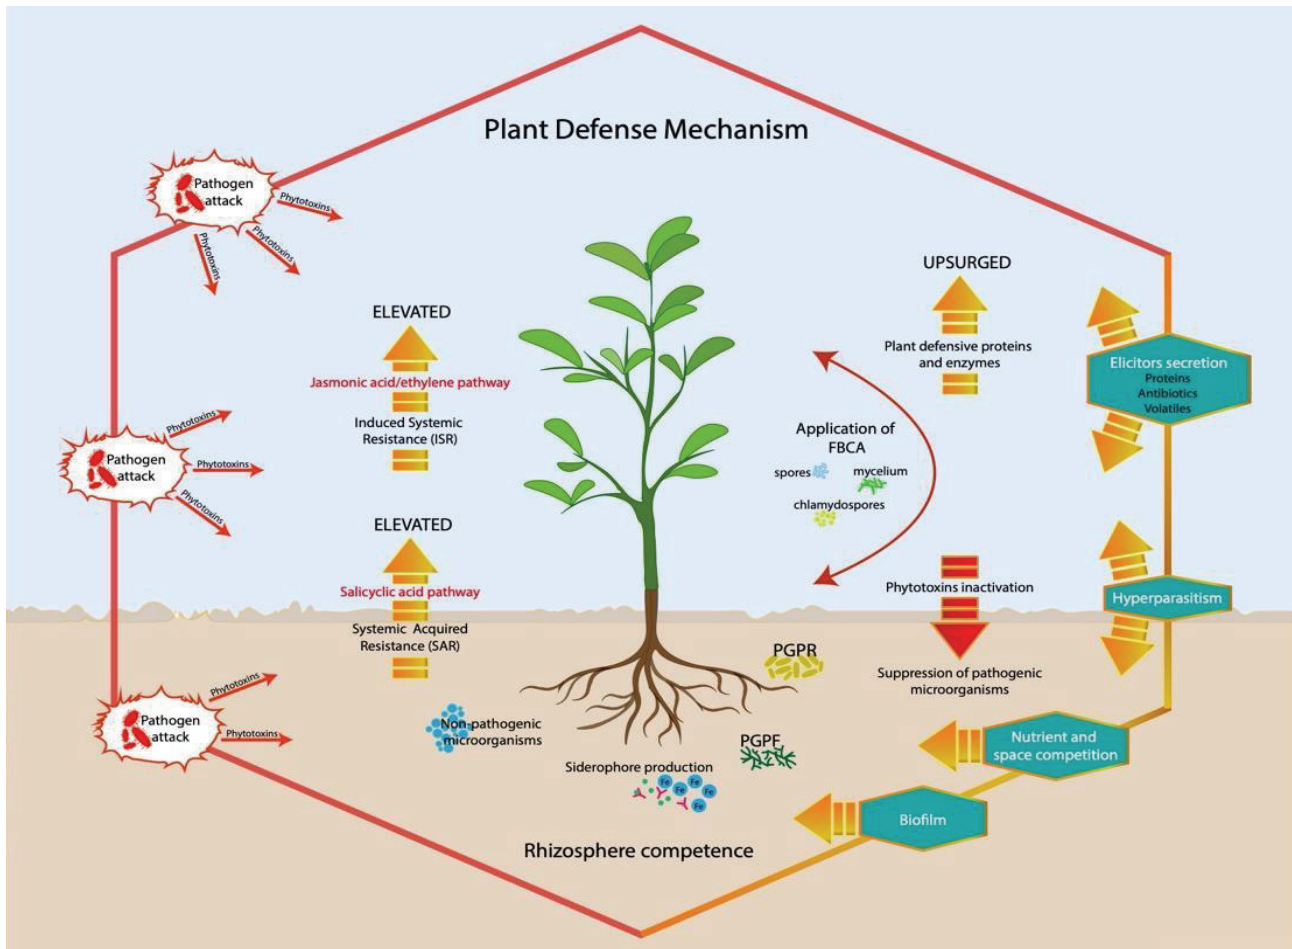 Plant Defense Mechanism
Pathogen
attack
Phytotoxins
Phytotoxins
Phytotoxins
UPSURGED
Plant defensive proteins
and enzymes
ELEVATED
Jasmonic acid/ethylene pathway
Induced Systemic
Resistance (ISR)
Elicitors secretion
Proteins
Antibiotics
Volatiles
Pathogen
attack
Phytotoxins
Phytotoxins
Phytotoxins
Application of
FBCA
spores
mycelium
chlamydospores
ELEVATED
Salicyclic acid pathway
Systemic Acquired
Resistance (SAR)
Phytotoxins inactivation
Suppression of pathogenic
microorganisms
Hyperparasitism
Pathogen
attack
Phytotoxins
Phytotoxins
Non-pathogenic
microorganisms
PGPR
PGPF
Siderophore production
Fe
Fe
Fe
Fe
Fe
Fe
Nutrient and
space competition
Biofilm
Rhizosphere competence